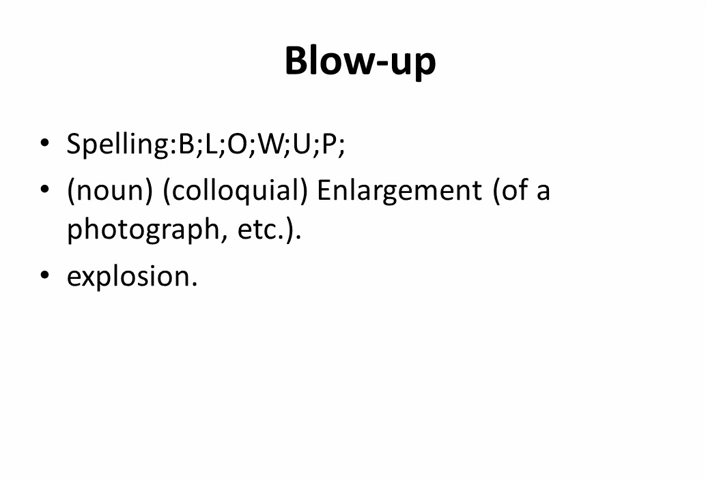 Blow-up
• Spelling:B;L;O;W;U;P;
• (noun) (colloquial) Enlargement (of a
photograph, etc.).
• explosion.